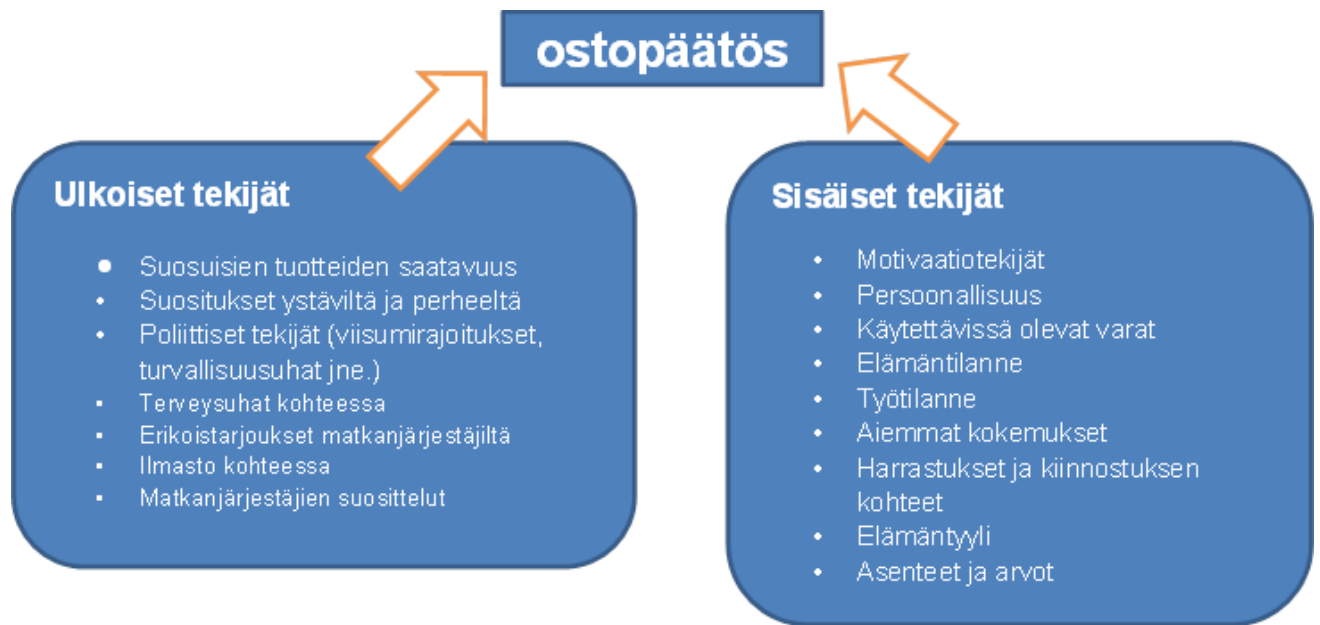 ostopäätös
Ulkoiset tekijät
• Suosuisien tuotteiden saatavuus
• Suositukset ystäviltä ja perheeltä
• Poliittiset tekijät (viisumirajoitukset,
turvallisuusuhat jne.)
• Terveysuhat kohteessa
• Erikoistarjoukset matkanjärjestäjiltä
• Ilmasto kohteessa
• Matkanjärjestäjien suosittelut
Sisäiset tekijät
• Motivaatiotekijät
• Persoonallisuus
• Käytettävissä olevat varat
• Elämäntilanne
• Työtilanne
• Aiemmat kokemukset
• Harrastukset ja kiinnostuksen
kohteet
• Elämäntyyli
• Asenteet ja arvot